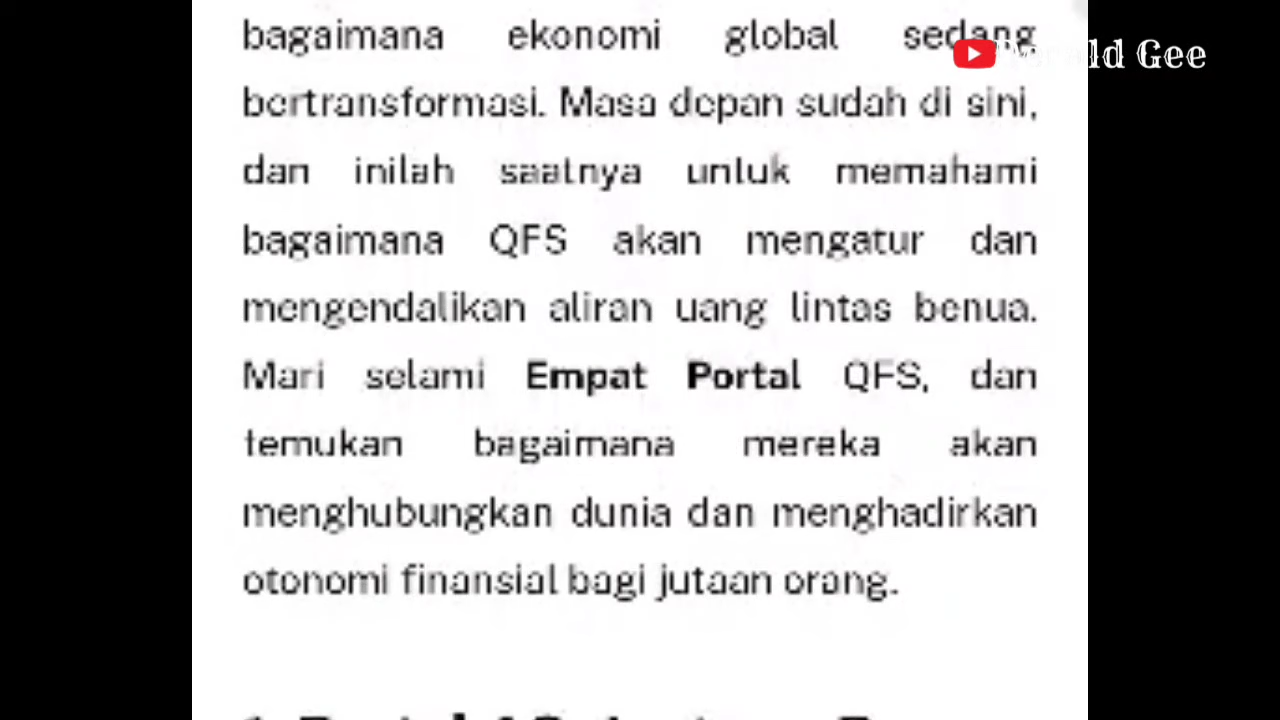 bagaimana ekonomi global sedang
ld Gee
bertransformasi. Masa depan sudah di sini,
dan inilah saatnya untuk memahami
bagaimana QFS akan mengatur dan
mengendalikan aliran uang lintas benua.
Mari selami Empat Portal QFS, dan
temukan bagaimana mereka akan
menghubungkan dunia dan menghadirkan
otonomi finansial bagi jutaan orang.